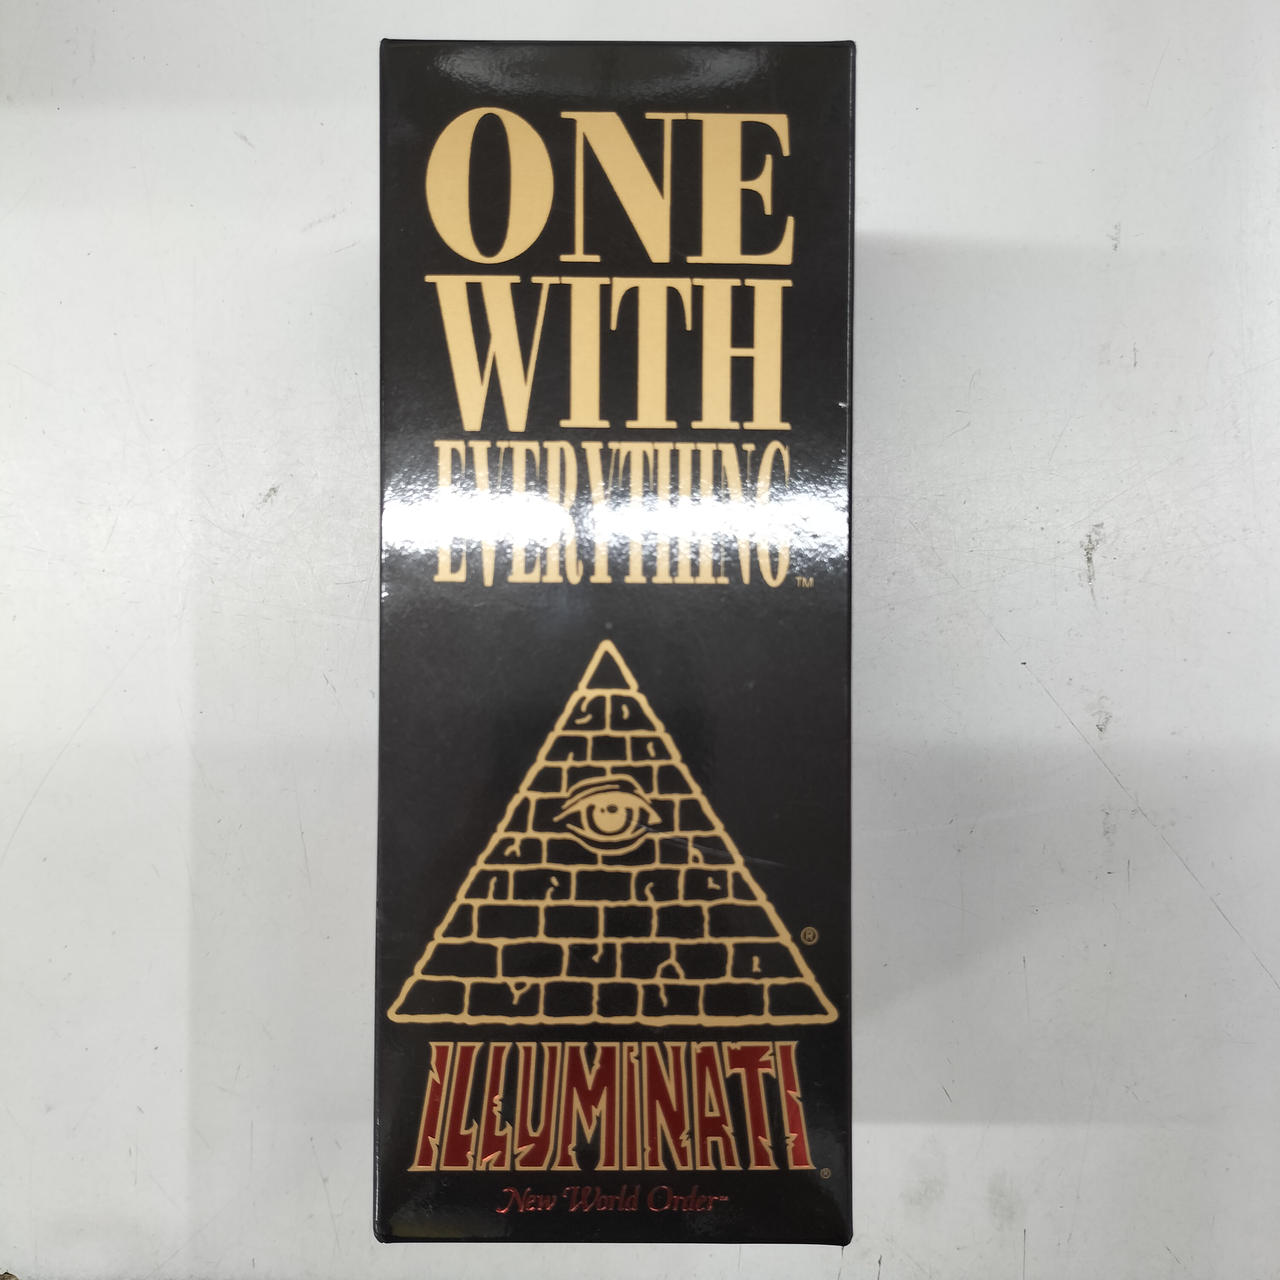 ONE
WITH
EVERYTHING™
®
ILLUMINATI®
New World Order™